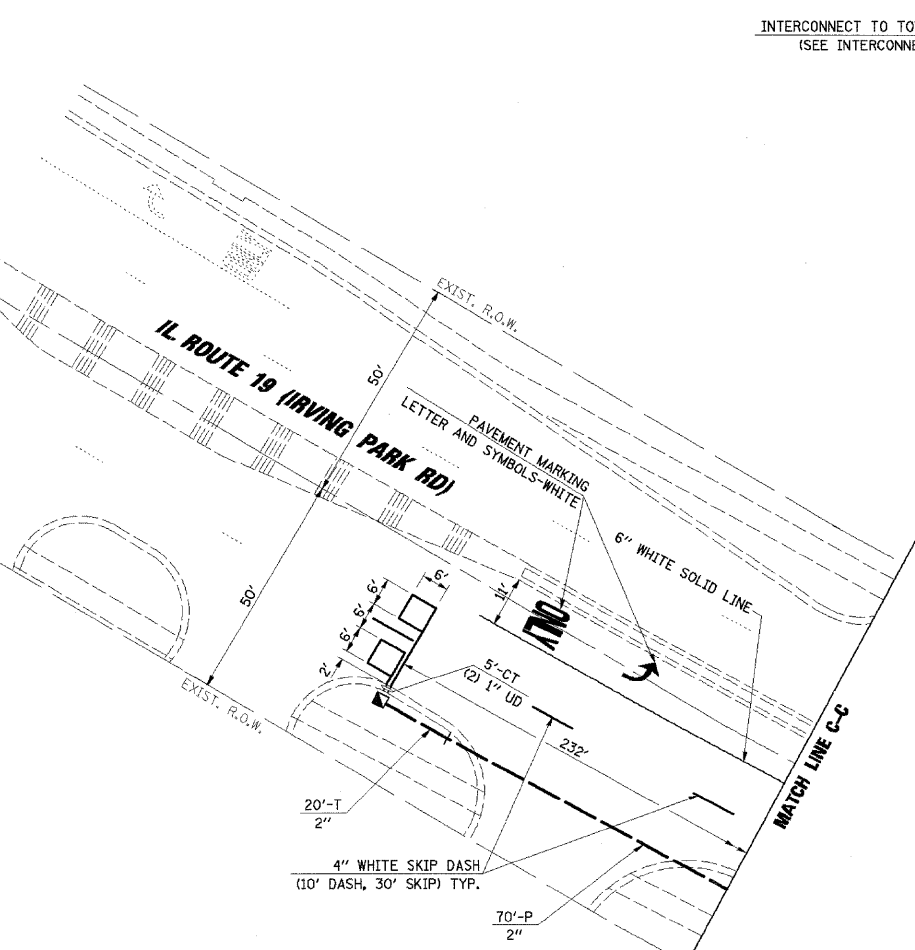 INTERCONNECT TO TO
(SEE INTERCONNE
EXIST. R.O.W.
50'
IL. ROUTE 19 (IRVING PARK RD)
PAVEMENT MARKING
LETTER AND SYMBOLS-WHITE
6" WHITE SOLID LINE
50'
6'
6'
6'
6'
2'
11'
ONLY
5'-CT
(2) 1" UD
EXIST. R.O.W.
232'
MATCH LINE C-C
20'-T
2"
4" WHITE SKIP DASH
(10' DASH, 30' SKIP) TYP.
70'-P
2"